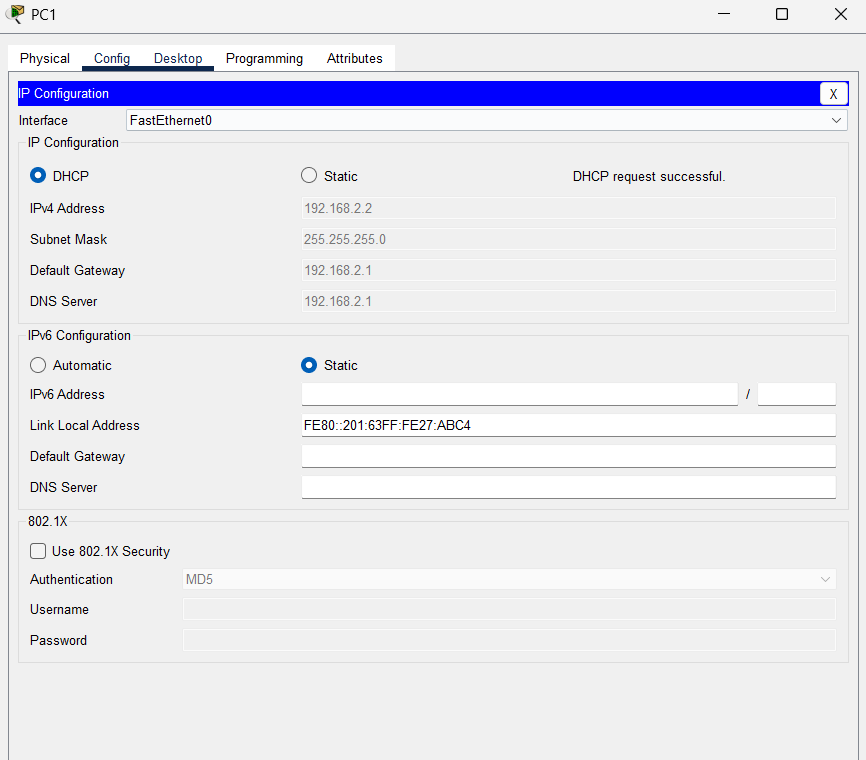 PC1
Physical Config Desktop Programming Attributes
IP Configuration X
Interface FastEthernet0
IP Configuration
DHCP Static DHCP request successful.
IPv4 Address 192.168.2.2
Subnet Mask 255.255.255.0
Default Gateway 192.168.2.1
DNS Server 192.168.2.1
IPv6 Configuration
Automatic Static
IPv6 Address /
Link Local Address FE80::201:63FF:FE27:ABC4
Default Gateway
DNS Server
802.1X
Use 802.1X Security
Authentication MD5
Username
Password